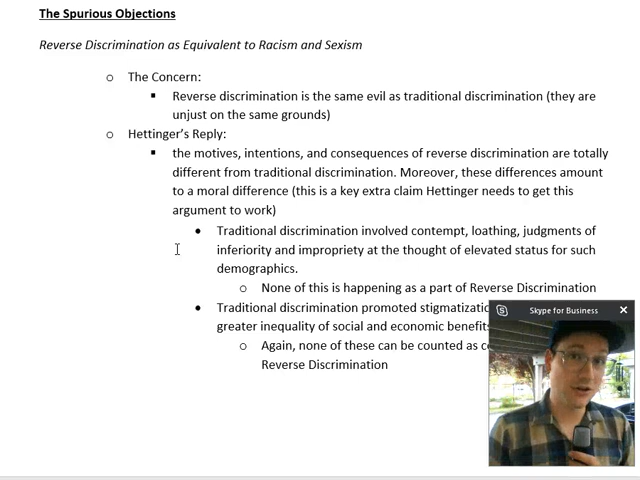 The Spurious Objections
Reverse Discrimination as Equivalent to Racism and Sexism
o The Concern:
▪ Reverse discrimination is the same evil as traditional discrimination (they are
unjust on the same grounds)
o Hettinger's Reply:
▪ the motives, intentions, and consequences of reverse discrimination are totally
different from traditional discrimination. Moreover, these differences amount
to a moral difference (this is a key extra claim Hettinger needs to get this
argument to work)
• Traditional discrimination involved contempt, loathing, judgments of
inferiority and impropriety at the thought of elevated status for such
demographics.
o None of this is happening as a part of Reverse Discrimination
• Traditional discrimination promoted
greater inequality of social and economic benefits
o Again, none of these can be counted as
Reverse Discrimination
Skype for Business